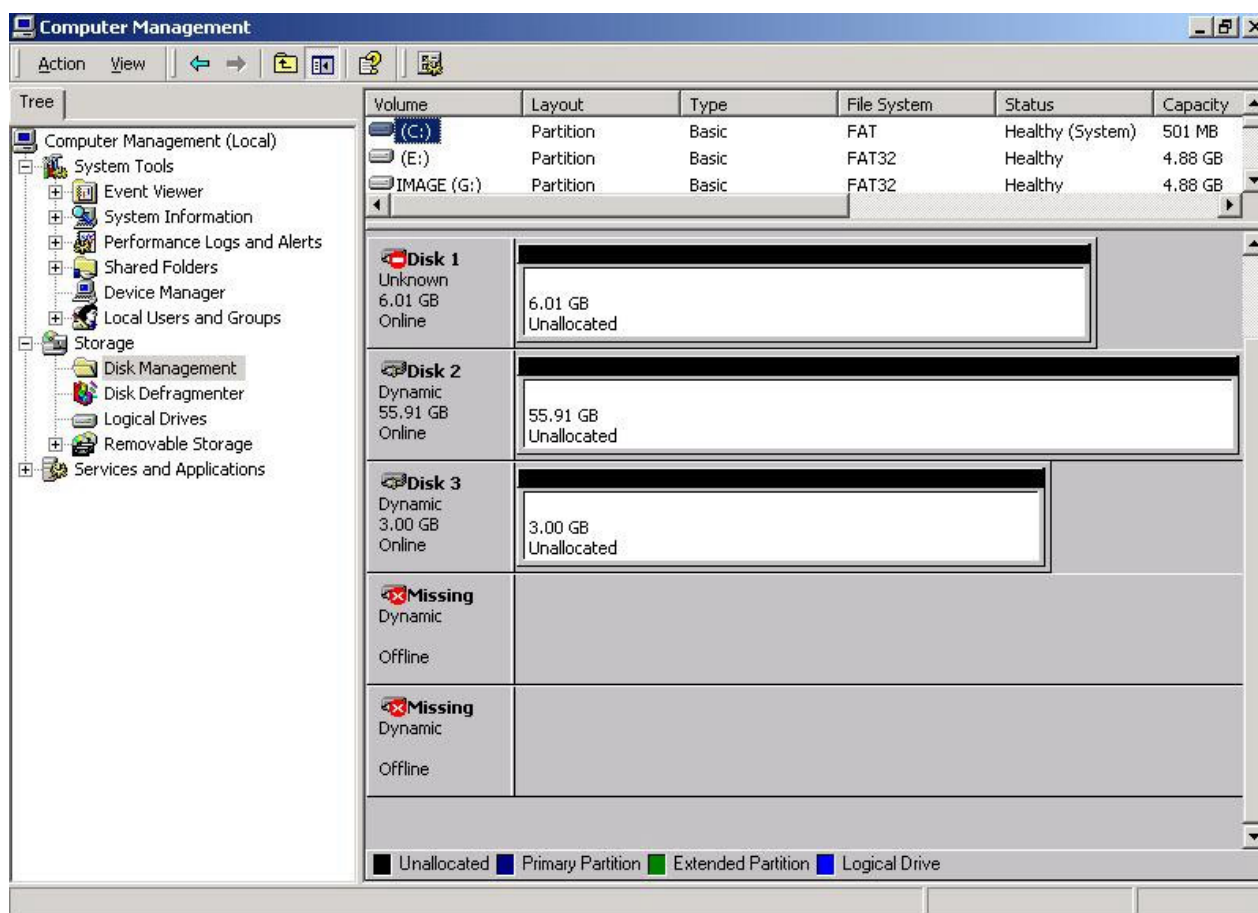 Computer Management
Action View
Tree
Computer Management (Local)
System Tools
Event Viewer
System Information
Performance Logs and Alerts
Shared Folders
Device Manager
Local Users and Groups
Storage
Disk Management
Disk Defragmenter
Logical Drives
Removable Storage
Services and Applications
Volume Layout Type File System Status Capacity
(C:) Partition Basic FAT Healthy (System) 501 MB
(E:) Partition Basic FAT32 Healthy 4.88 GB
IMAGE (G:) Partition Basic FAT32 Healthy 4.88 GB
Disk 1
Unknown
6.01 GB
Online
6.01 GB
Unallocated
Disk 2
Dynamic
55.91 GB
Online
55.91 GB
Unallocated
Disk 3
Dynamic
3.00 GB
Online
3.00 GB
Unallocated
Missing
Dynamic
Offline
Missing
Dynamic
Offline
Unallocated Primary Partition Extended Partition Logical Drive